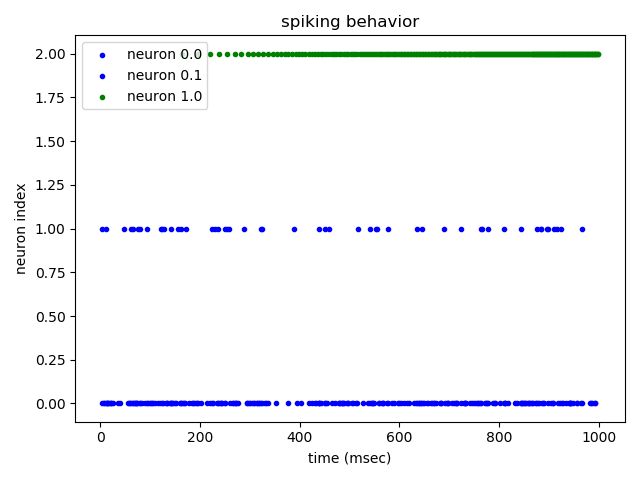 spiking behavior
neuron 0.0
neuron 0.1
neuron 1.0
2.00
1.75
1.50
1.25
1.00
0.75
0.50
0.25
0.00
neuron index
0 200 400 600 800 1000
time (msec)